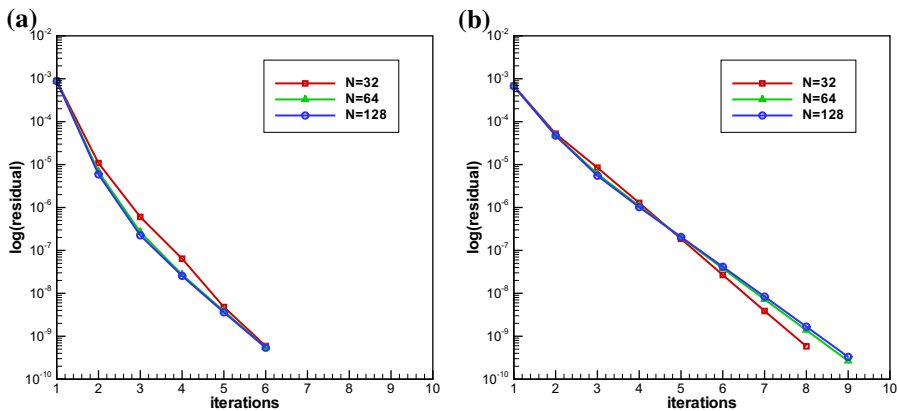 (a)
10^-2
10^-3
10^-4
10^-5
10^-6
10^-7
10^-8
10^-9
10^-10
log(residual)
N=32
N=64
N=128
1 2 3 4 5 6 7 8 9 10
iterations
(b)
10^-2
10^-3
10^-4
10^-5
10^-6
10^-7
10^-8
10^-9
10^-10
log(residual)
N=32
N=64
N=128
1 2 3 4 5 6 7 8 9 10
iterations